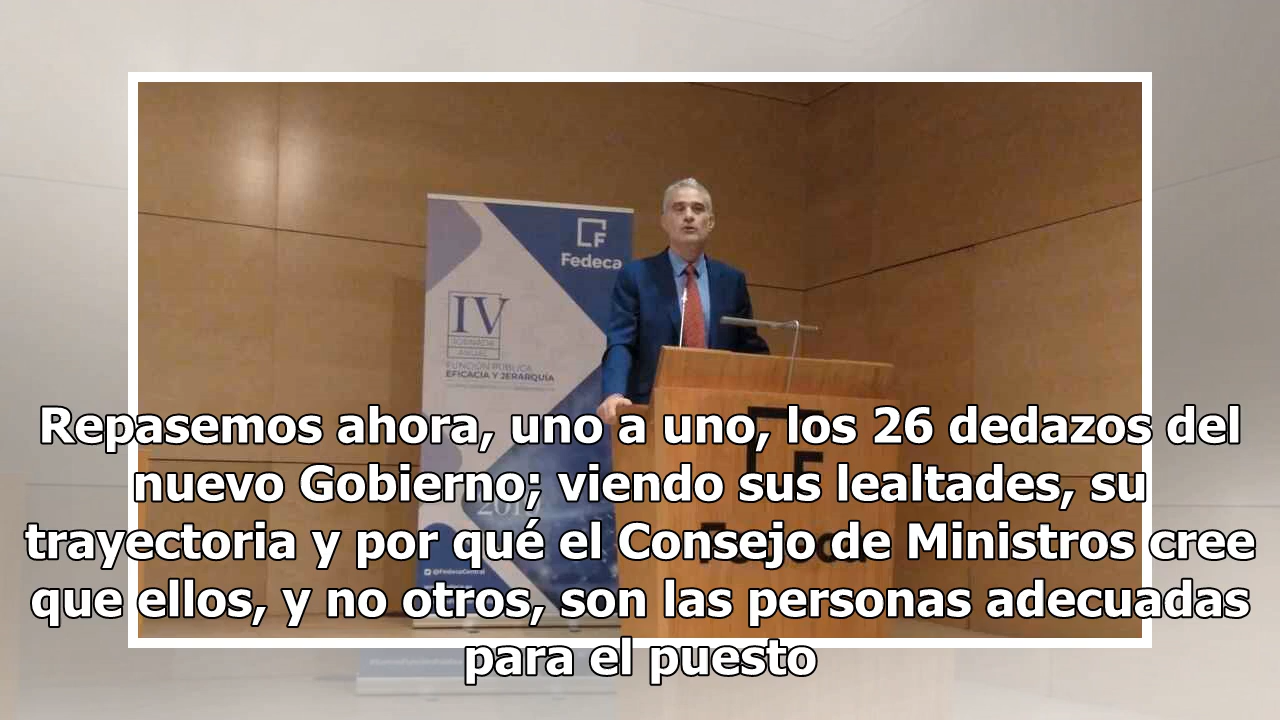 Fedeca
IV
JORNADA
ANUAL
FUNCIÓN PÚBLICA
EFICACIA Y JERARQUÍA
@FedecaCentral
Repasemos ahora, uno a uno, los 26 dedazos del
nuevo Gobierno; viendo sus lealtades, su
trayectoria y por qué el Consejo de Ministros cree
que ellos, y no otros, son las personas adecuadas
para el puesto